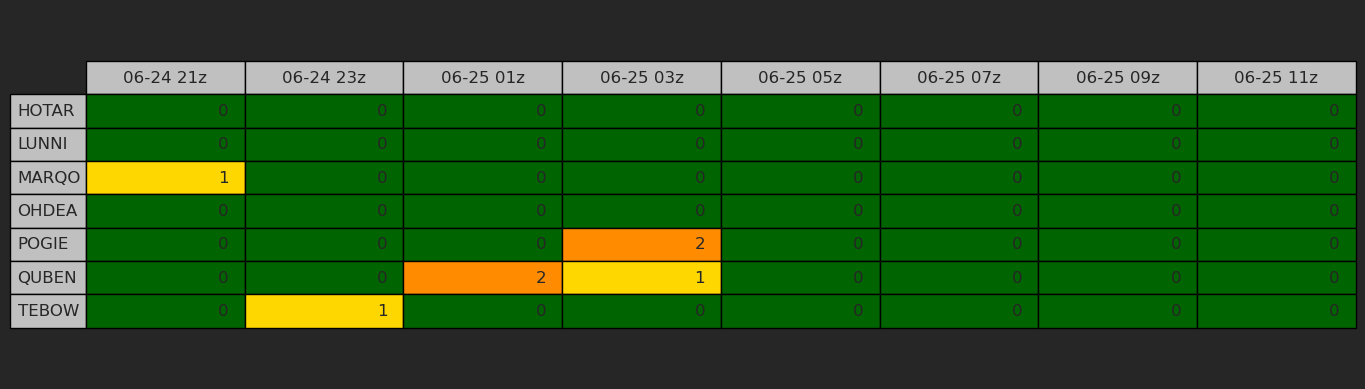 06-24 21z 06-24 23z 06-25 01z 06-25 03z 06-25 05z 06-25 07z 06-25 09z 06-25 11z
HOTAR 0 0 0 0 0 0 0 0
LUNNI 0 0 0 0 0 0 0 0
MARQO 1 0 0 0 0 0 0 0
OHDEA 0 0 0 0 0 0 0 0
POGIE 0 0 0 2 0 0 0 0
QUBEN 0 0 2 1 0 0 0 0
TEBOW 0 1 0 0 0 0 0 0